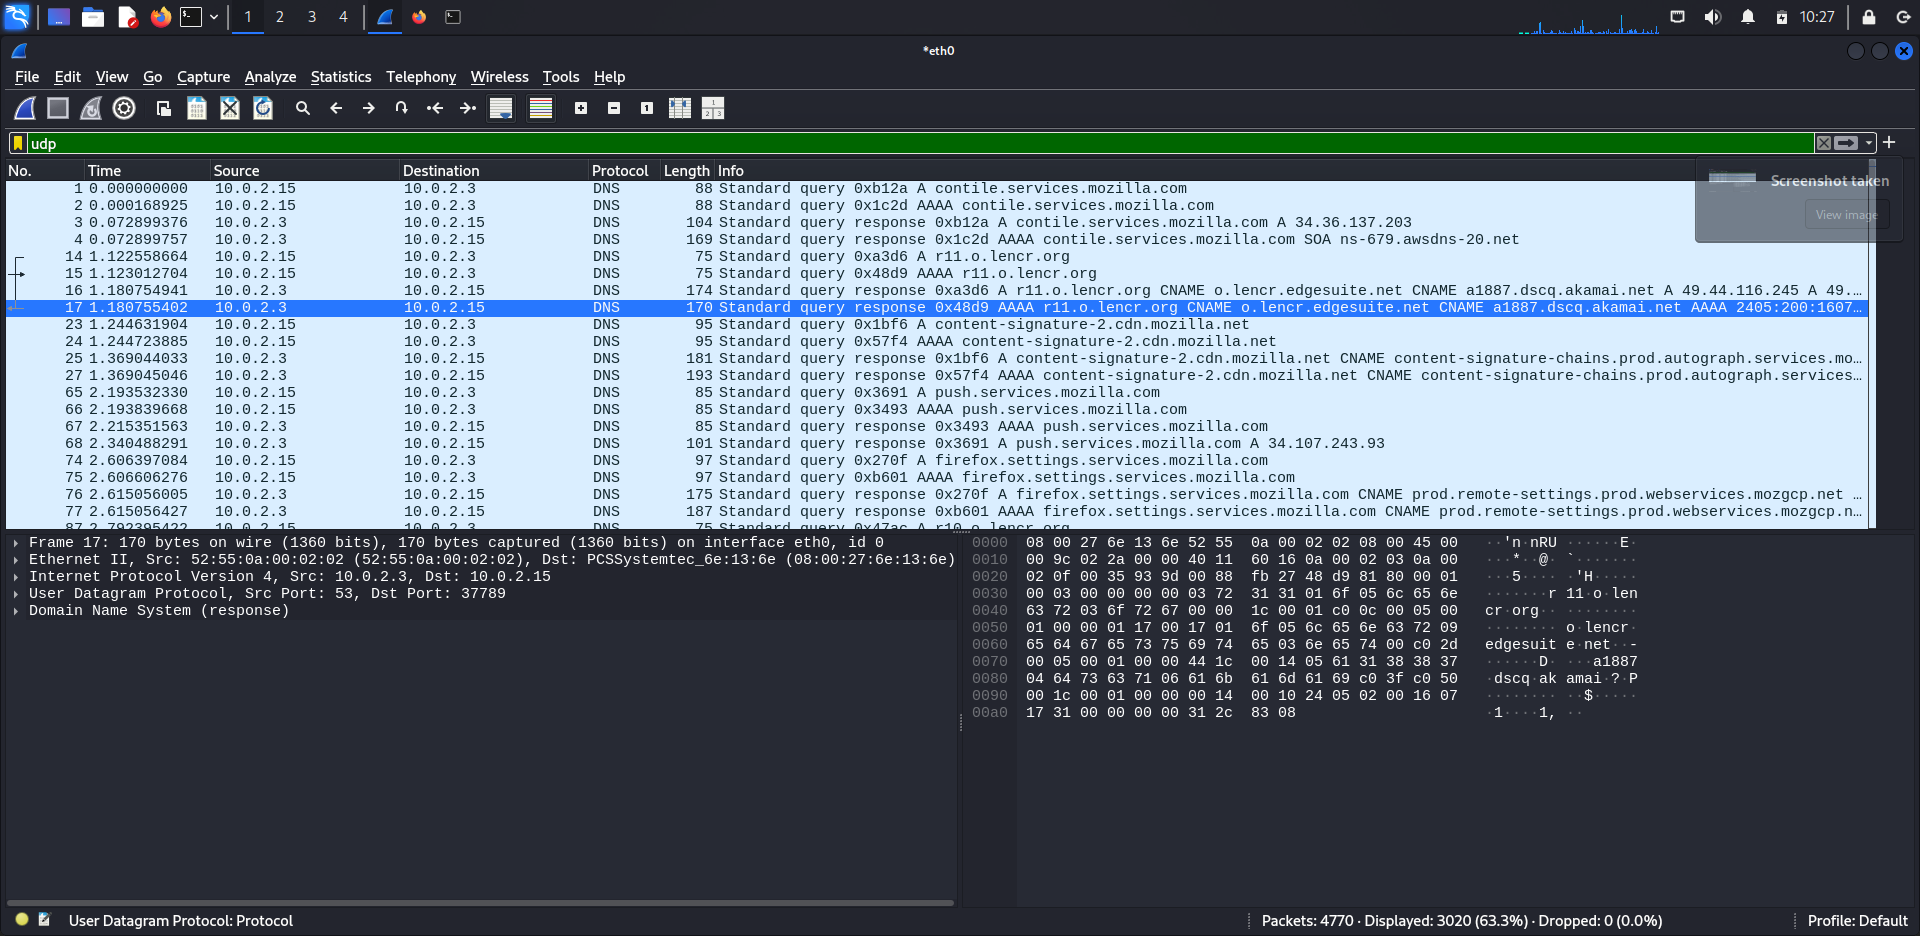 1 2 3 4 10:27
*eth0
File Edit View Go Capture Analyze Statistics Telephony Wireless Tools Help
udp
No. Time Source Destination Protocol Length Info
Screenshot taken
View image
1 0.000000000 10.0.2.15 10.0.2.3 DNS 88 Standard query 0xb12a A contile.services.mozilla.com
2 0.000168925 10.0.2.15 10.0.2.3 DNS 88 Standard query 0x1c2d AAAA contile.services.mozilla.com
3 0.072899376 10.0.2.3 10.0.2.15 DNS 104 Standard query response 0xb12a A contile.services.mozilla.com A 34.36.137.203
4 0.072899757 10.0.2.3 10.0.2.15 DNS 169 Standard query response 0x1c2d AAAA contile.services.mozilla.com SOA ns-679.awsdns-20.net
14 1.122558664 10.0.2.15 10.0.2.3 DNS 75 Standard query 0xa3d6 A r11.o.lencr.org
15 1.123012704 10.0.2.15 10.0.2.3 DNS 75 Standard query 0x48d9 AAAA r11.o.lencr.org
16 1.180754941 10.0.2.3 10.0.2.15 DNS 174 Standard query response 0xa3d6 A r11.o.lencr.org CNAME o.lencr.edgesuite.net CNAME a1887.dscq.akamai.net A 49.44.116.245 A 49.…
17 1.180755402 10.0.2.3 10.0.2.15 DNS 170 Standard query response 0x48d9 AAAA r11.o.lencr.org CNAME o.lencr.edgesuite.net CNAME a1887.dscq.akamai.net AAAA 2405:200:1607…
23 1.244631904 10.0.2.15 10.0.2.3 DNS 95 Standard query 0x1bf6 A content-signature-2.cdn.mozilla.net
24 1.244723885 10.0.2.15 10.0.2.3 DNS 95 Standard query 0x57f4 AAAA content-signature-2.cdn.mozilla.net
25 1.369044033 10.0.2.3 10.0.2.15 DNS 181 Standard query response 0x1bf6 A content-signature-2.cdn.mozilla.net CNAME content-signature-chains.prod.autograph.services.mo…
27 1.369045046 10.0.2.3 10.0.2.15 DNS 193 Standard query response 0x57f4 AAAA content-signature-2.cdn.mozilla.net CNAME content-signature-chains.prod.autograph.services…
65 2.193532330 10.0.2.15 10.0.2.3 DNS 85 Standard query 0x3691 A push.services.mozilla.com
66 2.193839668 10.0.2.15 10.0.2.3 DNS 85 Standard query 0x3493 AAAA push.services.mozilla.com
67 2.215351563 10.0.2.3 10.0.2.15 DNS 85 Standard query response 0x3493 AAAA push.services.mozilla.com
68 2.340488291 10.0.2.3 10.0.2.15 DNS 101 Standard query response 0x3691 A push.services.mozilla.com A 34.107.243.93
74 2.606397084 10.0.2.15 10.0.2.3 DNS 97 Standard query 0x270f A firefox.settings.services.mozilla.com
75 2.606606276 10.0.2.15 10.0.2.3 DNS 97 Standard query 0xb601 AAAA firefox.settings.services.mozilla.com
76 2.615056005 10.0.2.3 10.0.2.15 DNS 175 Standard query response 0x270f A firefox.settings.services.mozilla.com CNAME prod.remote-settings.prod.webservices.mozgcp.net …
77 2.615056427 10.0.2.3 10.0.2.15 DNS 187 Standard query response 0xb601 AAAA firefox.settings.services.mozilla.com CNAME prod.remote-settings.prod.webservices.mozgcp.n…
87 2.792395422 10.0.2.15 10.0.2.3 DNS 75 Standard query 0x47ac A r10.o.lencr.org
Frame 17: 170 bytes on wire (1360 bits), 170 bytes captured (1360 bits) on interface eth0, id 0
Ethernet II, Src: 52:55:0a:00:02:02 (52:55:0a:00:02:02), Dst: PCSSystemtec_6e:13:6e (08:00:27:6e:13:6e)
Internet Protocol Version 4, Src: 10.0.2.3, Dst: 10.0.2.15
User Datagram Protocol, Src Port: 53, Dst Port: 37789
Domain Name System (response)
0000 08 00 27 6e 13 6e 52 55 0a 00 02 02 08 00 45 00 ··'n·nRU ······E·
0010 00 9c 02 2a 00 00 40 11 60 16 0a 00 02 03 0a 00 ···*··@· `·······
0020 02 0f 00 35 93 9d 00 88 fb 27 48 d9 81 80 00 01 ···5···· ·'H·····
0030 00 03 00 00 00 00 03 72 31 31 01 6f 05 6c 65 6e ·······r 11·o·len
0040 63 72 03 6f 72 67 00 00 1c 00 01 c0 0c 00 05 00 cr·org·· ········
0050 01 00 00 01 17 00 17 01 6f 05 6c 65 6e 63 72 09 ········ o·lencr·
0060 65 64 67 65 73 75 69 74 65 03 6e 65 74 00 c0 2d edgesuit e·net··-
0070 00 05 00 01 00 00 44 1c 00 14 05 61 31 38 38 37 ······D· ···a1887
0080 04 64 73 63 71 06 61 6b 61 6d 61 69 c0 3f c0 50 ·dscq·ak amai·?·P
0090 00 1c 00 01 00 00 00 14 00 10 24 05 02 00 16 07 ········ ··$·····
00a0 17 31 00 00 00 00 31 2c 83 08 ·1····1, ··
User Datagram Protocol: Protocol
Packets: 4770 · Displayed: 3020 (63.3%) · Dropped: 0 (0.0%)
Profile: Default